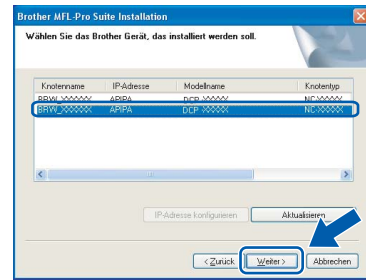 Brother MFL-Pro Suite Installation
Wählen Sie das Brother Gerät, das installiert werden soll.
Knotenname IP-Adresse Modellname Knotentyp
BRW_XXXXXX APIPA DCP-XXXXX NC-XXXXX
BRW_XXXXXX APIPA DCP-XXXXX NC-XXXXX
IP-Adresse konfigurieren Aktualisieren
< Zurück Weiter > Abbrechen